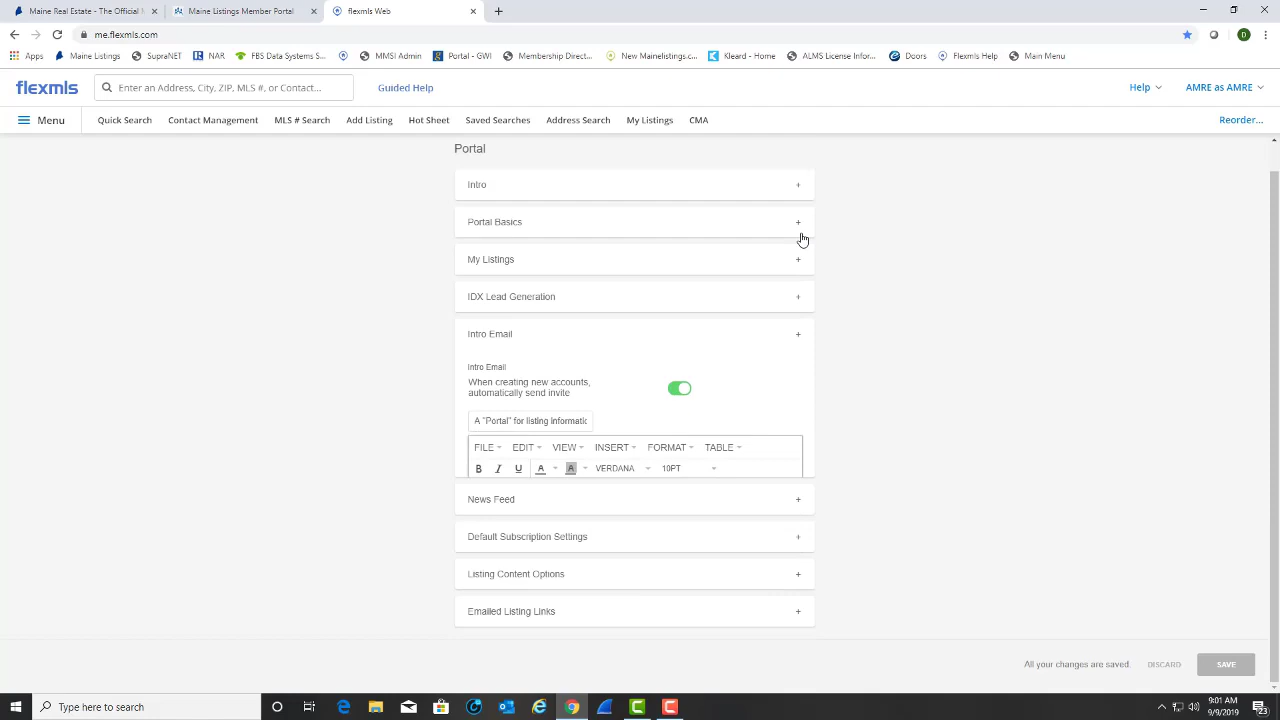 Maine Real Estate - The Official M
Maine Listing Member Portal
flexmls Web
me.flexmls.com
Apps
Maine Listings
SupraNET
NAR
FBS Data Systems S...
MMSI Admin
Portal - GWI
Membership Direct...
New Mainelistings.c...
Kleard - Home
ALMS License Infor...
Doors
Flexmls Help
Main Menu
flexmls
Enter an Address, City, ZIP, MLS #, or Contact...
Guided Help
Help
AMRE as AMRE
Menu
Quick Search
Contact Management
MLS # Search
Add Listing
Hot Sheet
Saved Searches
Address Search
My Listings
CMA
Reorder...
Portal
Intro +
Portal Basics +
My Listings +
IDX Lead Generation +
Intro Email +
Intro Email
When creating new accounts,
automatically send invite
A "Portal" for listing informatic
FILE EDIT VIEW INSERT FORMAT TABLE
B I U A A VERDANA 10PT
News Feed +
Default Subscription Settings +
Listing Content Options +
Emailed Listing Links +
All your changes are saved.
DISCARD
SAVE
Type here to search
9:01 AM
9/9/2019